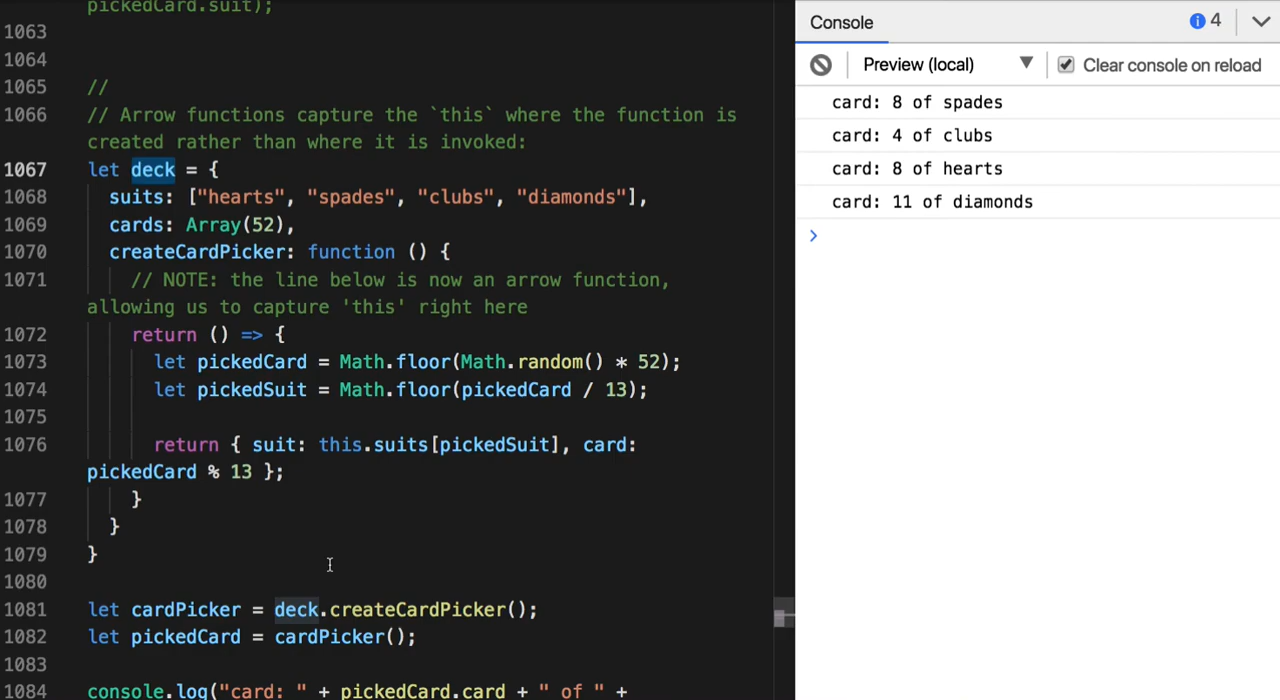 pickedCard.suit);
1063
1064
1065 //
1066 // Arrow functions capture the `this` where the function is
created rather than where it is invoked:
1067 let deck = {
1068 suits: ["hearts", "spades", "clubs", "diamonds"],
1069 cards: Array(52),
1070 createCardPicker: function () {
1071 // NOTE: the line below is now an arrow function,
allowing us to capture 'this' right here
1072 return () => {
1073 let pickedCard = Math.floor(Math.random() * 52);
1074 let pickedSuit = Math.floor(pickedCard / 13);
1075
1076 return { suit: this.suits[pickedSuit], card:
pickedCard % 13 };
1077 }
1078 }
1079 }
1080
1081 let cardPicker = deck.createCardPicker();
1082 let pickedCard = cardPicker();
1083
1084 console.log("card: " + pickedCard.card + " of " +
Console 4
Preview (local) Clear console on reload
card: 8 of spades
card: 4 of clubs
card: 8 of hearts
card: 11 of diamonds